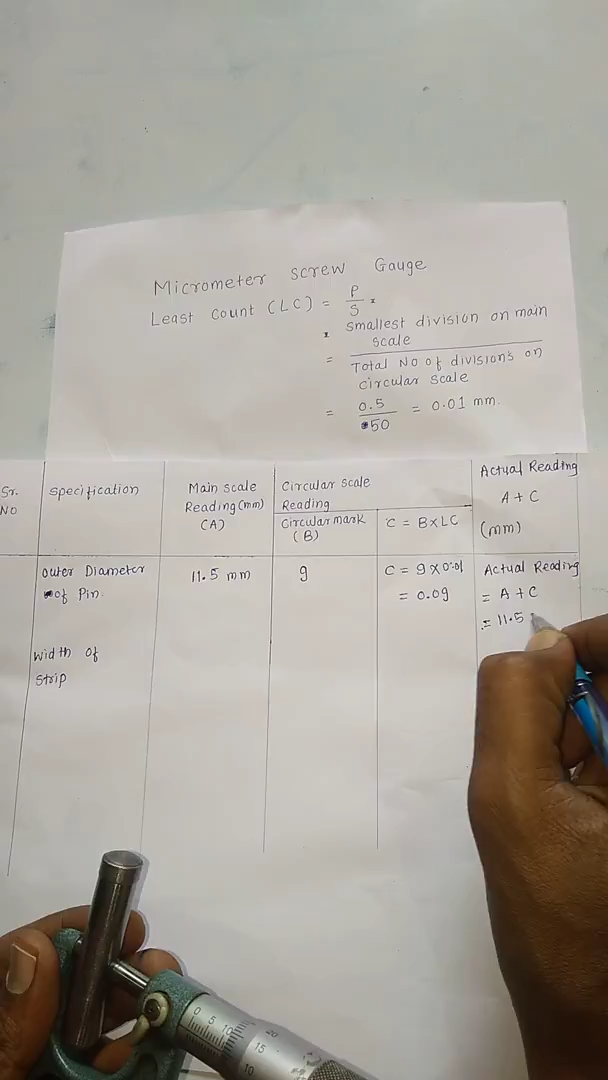 Micrometer screw Gauge
Least Count (LC) = P/S
= smallest division on main scale
Total No of divisions on circular scale
= 0.5/50 = 0.01 mm.
Sr. No
Specification
Main Scale
Reading (mm)
(A)
Circular Scale
Reading
Circular mark
(B)
C = B×LC
Actual Reading
A + C
(mm)
Outer Diameter
of Pin.
11.5 mm
9
C = 9×0.01
= 0.09
Actual Reading
= A + C
= 11.5
Width of
Strip
0 5 10
20
15
10